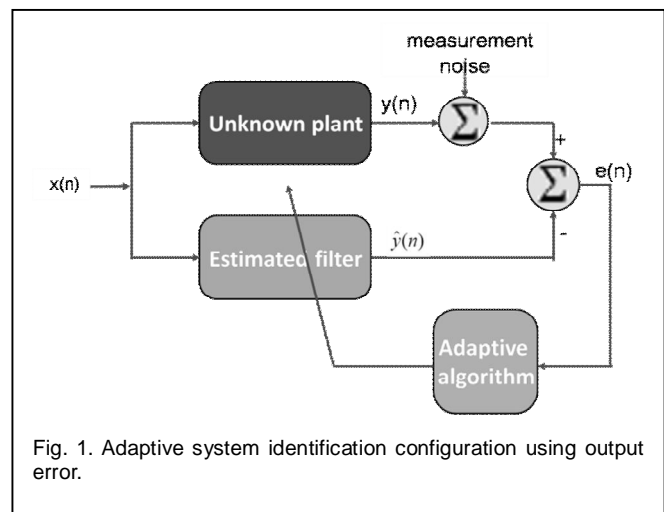 measurement
noise
Unknown plant
y(n)
Σ
+
x(n)
Σ
e(n)
Estimated filter
ŷ(n)
-
Adaptive
algorithm
Fig. 1. Adaptive system identification configuration using output
error.